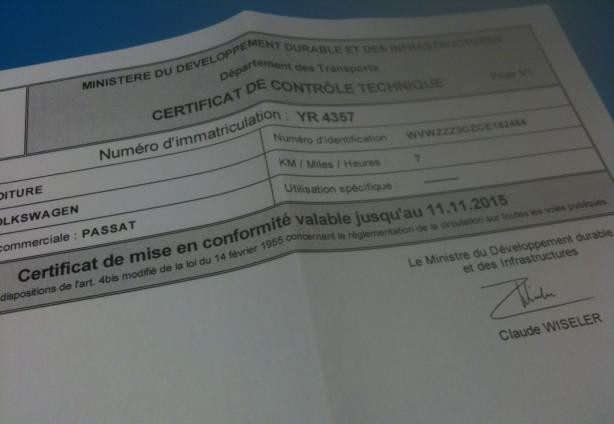 MINISTERE DU DEVELOPPEMENT DURABLE ET DES INFRASTRUCTURES
Département des Transports
Page 1/1
CERTIFICAT DE CONTRÔLE TECHNIQUE
Numéro d'immatriculation : YR 4357
OITURE
Numéro d'identification : WVWZZZ3CZCE182484
OLKSWAGEN
KM / Miles / Heures : 7
commerciale : PASSAT
Utilisation spécifique :
Certificat de mise en conformité valable jusqu'au 11.11.2015
dispositions de l'art. 4bis modifié de la loi du 14 février 1955 concernant la réglementation de la circulation sur toutes les voies publiques
Le Ministre du Développement durable
et des Infrastructures
Claude WISELER